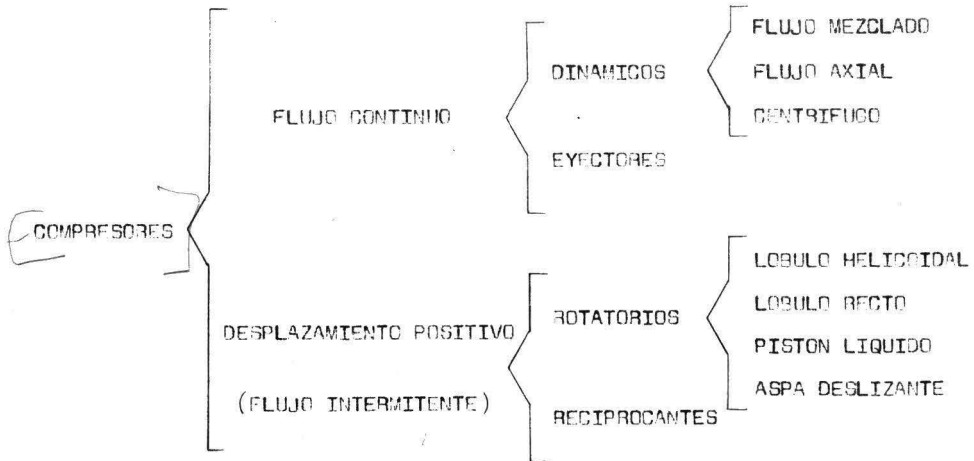 FLUJO MEZCLADO
DINAMICOS
FLUJO AXIAL
FLUJO CONTINUO
CENTRIFUGO
EYECTORES
COMPRESORES
LOBULO HELICOIDAL
LOBULO RECTO
ROTATORIOS
DESPLAZAMIENTO POSITIVO
PISTON LIQUIDO
ASPA DESLIZANTE
(FLUJO INTERMITENTE)
RECIPROCANTES